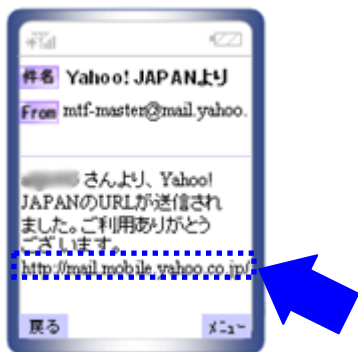 件名 Yahoo! JAPANより
From mtf-master@mail.yahoo.
さんより、Yahoo!
JAPANのURLが送信され
ました。ご利用ありがとう
ございます。
http://mail.mobile.yahoo.co.jp/
戻る メニュー